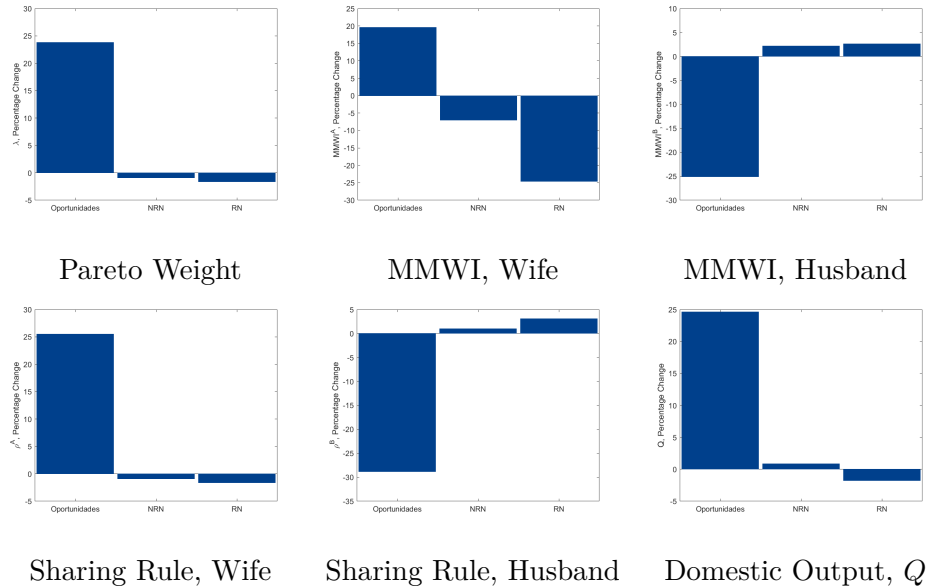 30
25
20
15
10
5
0
-5
λ, Percentage Change
Oportunidades NRN RN
Pareto Weight
25
20
15
10
5
0
-5
-10
-15
-20
-25
-30
MMWI^A, Percentage Change
Oportunidades NRN RN
MMWI, Wife
10
5
0
-5
-10
-15
-20
-25
-30
MMWI^B, Percentage Change
Oportunidades NRN RN
MMWI, Husband
30
25
20
15
10
5
0
-5
ρ^A, Percentage Change
Oportunidades NRN RN
Sharing Rule, Wife
5
0
-5
-10
-15
-20
-25
-30
-35
ρ^B, Percentage Change
Oportunidades NRN RN
Sharing Rule, Husband
25
20
15
10
5
0
-5
Q, Percentage Change
Oportunidades NRN RN
Domestic Output, Q